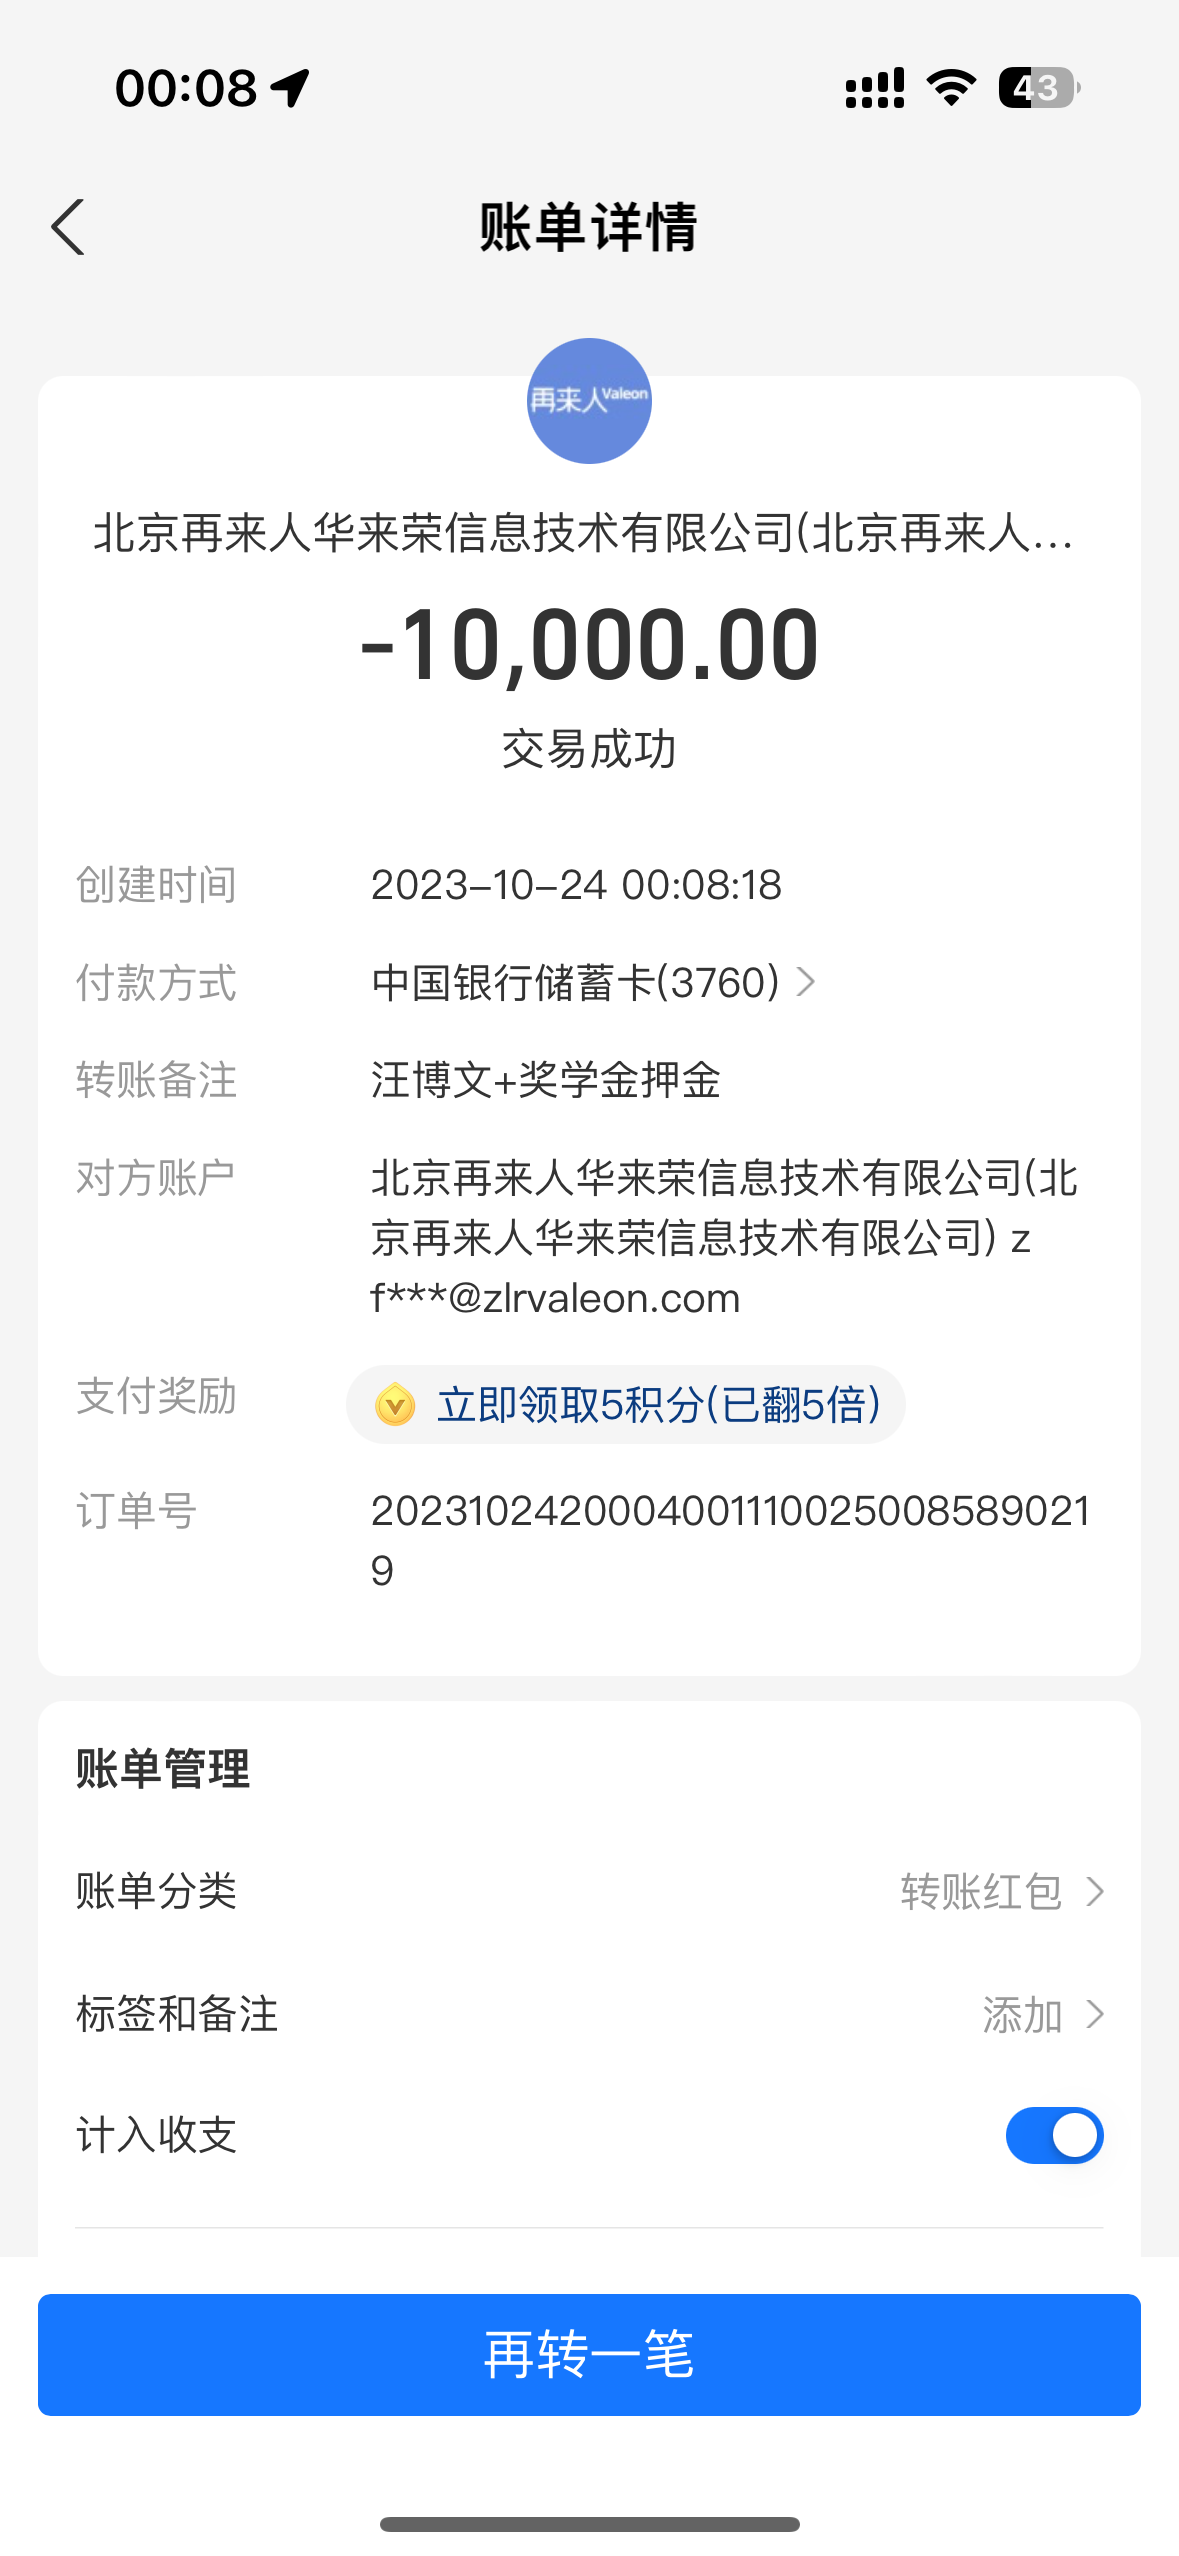 00:08
43
账单详情
再来人Valeon
北京再来人华来荣信息技术有限公司(北京再来人...
-10,000.00
交易成功
创建时间 2023-10-24 00:08:18
付款方式 中国银行储蓄卡(3760)
转账备注 汪博文+奖学金押金
对方账户 北京再来人华来荣信息技术有限公司(北
京再来人华来荣信息技术有限公司) z
f***@zlrvaleon.com
支付奖励 立即领取5积分(已翻5倍)
订单号 2023102420004001110025008589021
9
账单管理
账单分类 转账红包
标签和备注 添加
计入收支
再转一笔